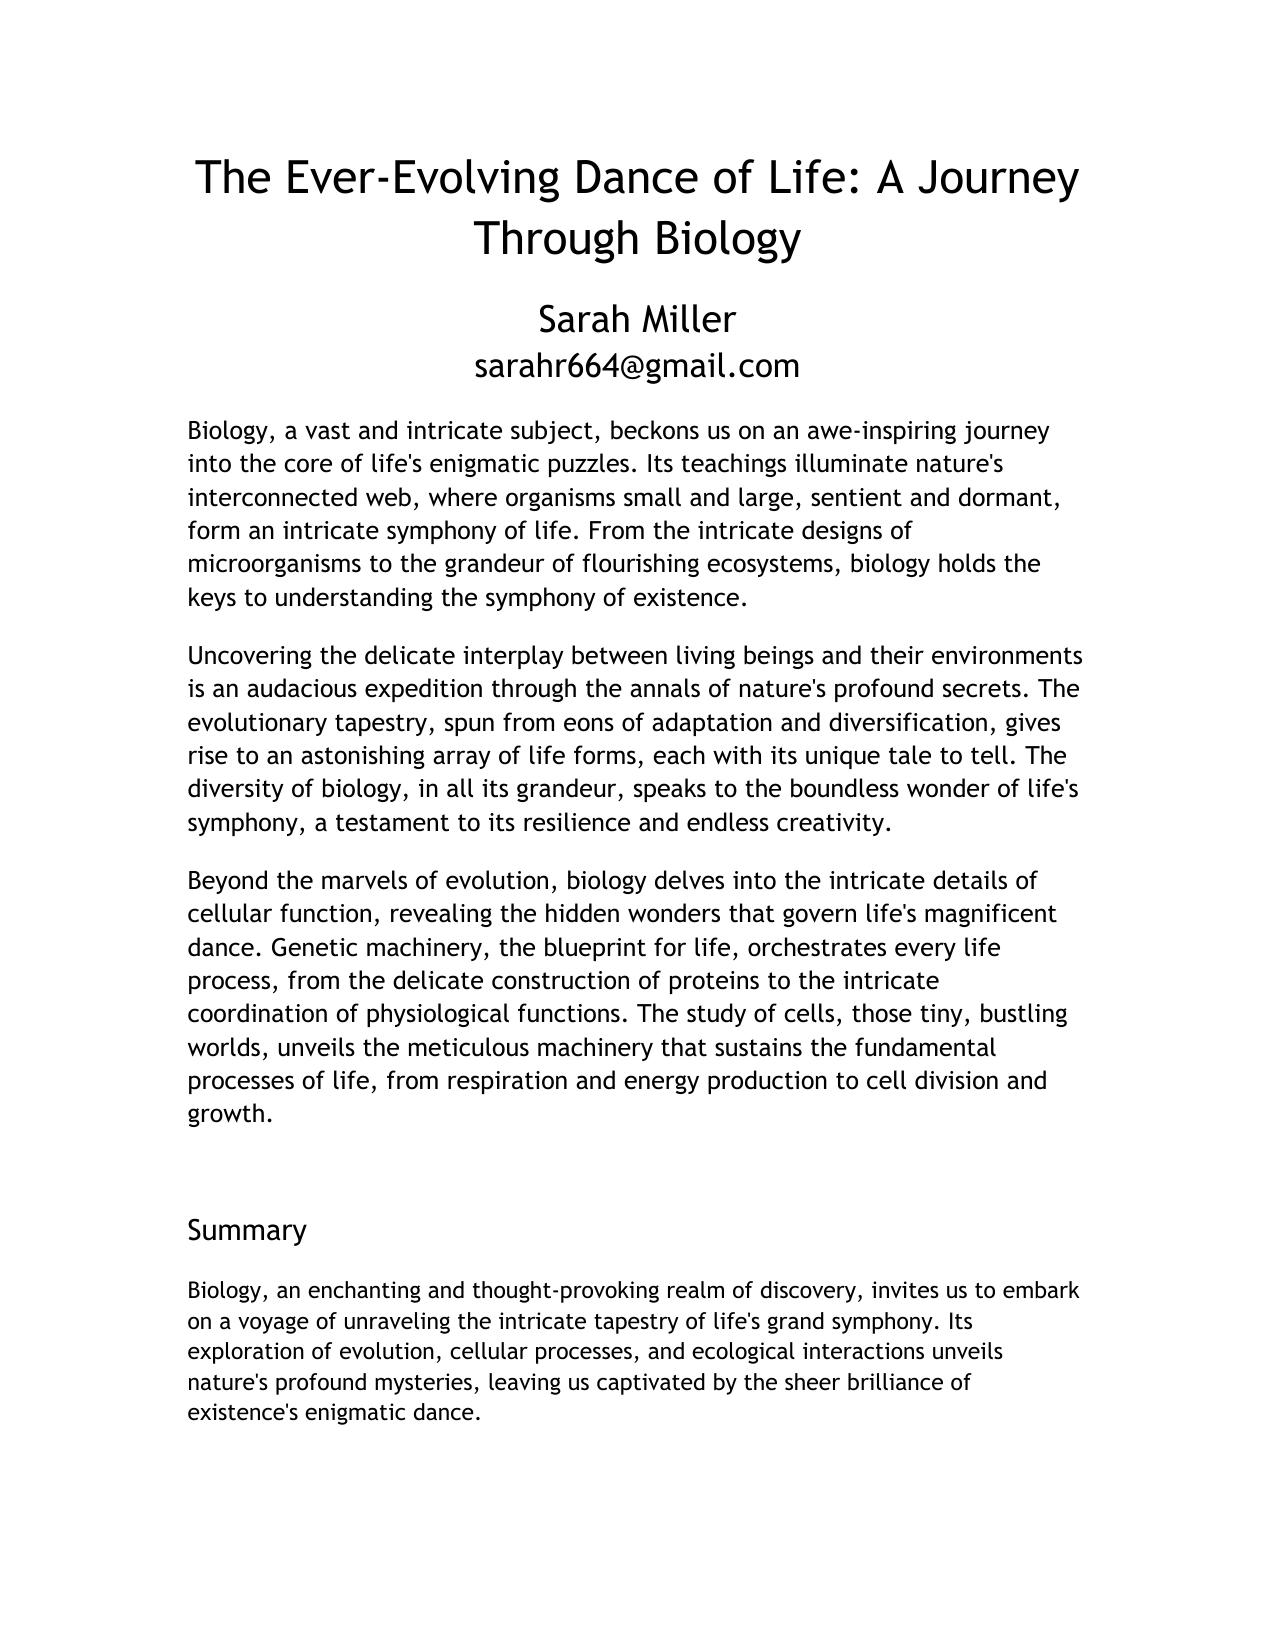 The Ever-Evolving Dance of Life: A Journey
Through Biology
Sarah Miller
sarahr664@gmail.com
Biology, a vast and intricate subject, beckons us on an awe-inspiring journey
into the core of life's enigmatic puzzles. Its teachings illuminate nature's
interconnected web, where organisms small and large, sentient and dormant,
form an intricate symphony of life. From the intricate designs of
microorganisms to the grandeur of flourishing ecosystems, biology holds the
keys to understanding the symphony of existence.
Uncovering the delicate interplay between living beings and their environments
is an audacious expedition through the annals of nature's profound secrets. The
evolutionary tapestry, spun from eons of adaptation and diversification, gives
rise to an astonishing array of life forms, each with its unique tale to tell. The
diversity of biology, in all its grandeur, speaks to the boundless wonder of life's
symphony, a testament to its resilience and endless creativity.
Beyond the marvels of evolution, biology delves into the intricate details of
cellular function, revealing the hidden wonders that govern life's magnificent
dance. Genetic machinery, the blueprint for life, orchestrates every life
process, from the delicate construction of proteins to the intricate
coordination of physiological functions. The study of cells, those tiny, bustling
worlds, unveils the meticulous machinery that sustains the fundamental
processes of life, from respiration and energy production to cell division and
growth.
Summary
Biology, an enchanting and thought-provoking realm of discovery, invites us to embark
on a voyage of unraveling the intricate tapestry of life's grand symphony. Its
exploration of evolution, cellular processes, and ecological interactions unveils
nature's profound mysteries, leaving us captivated by the sheer brilliance of
existence's enigmatic dance.